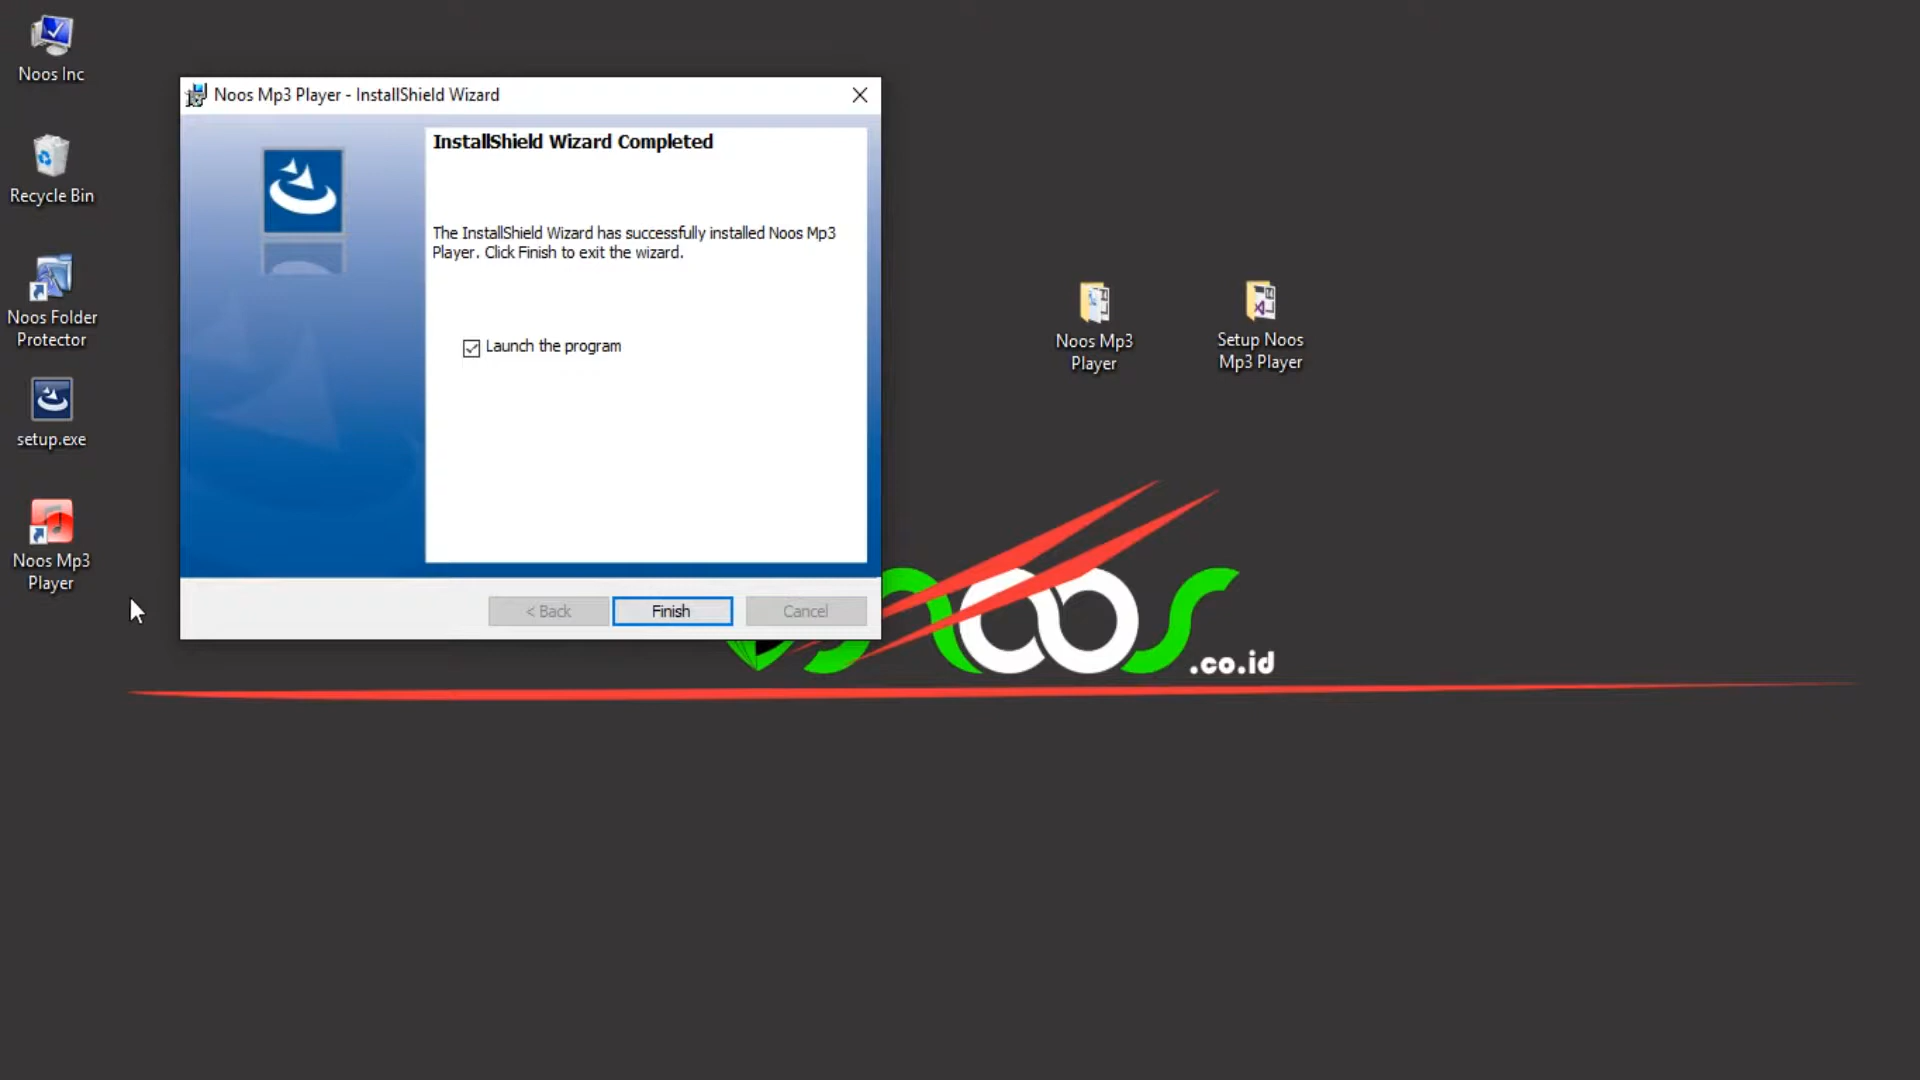 Noos Inc
Recycle Bin
Noos Folder
Protector
setup.exe
Noos Mp3
Player
Noos Mp3 Player - InstallShield Wizard
InstallShield Wizard Completed
The InstallShield Wizard has successfully installed Noos Mp3
Player. Click Finish to exit the wizard.
Launch the program
< Back
Finish
Cancel
Noos Mp3
Player
Setup Noos
Mp3 Player
noos
.co.id